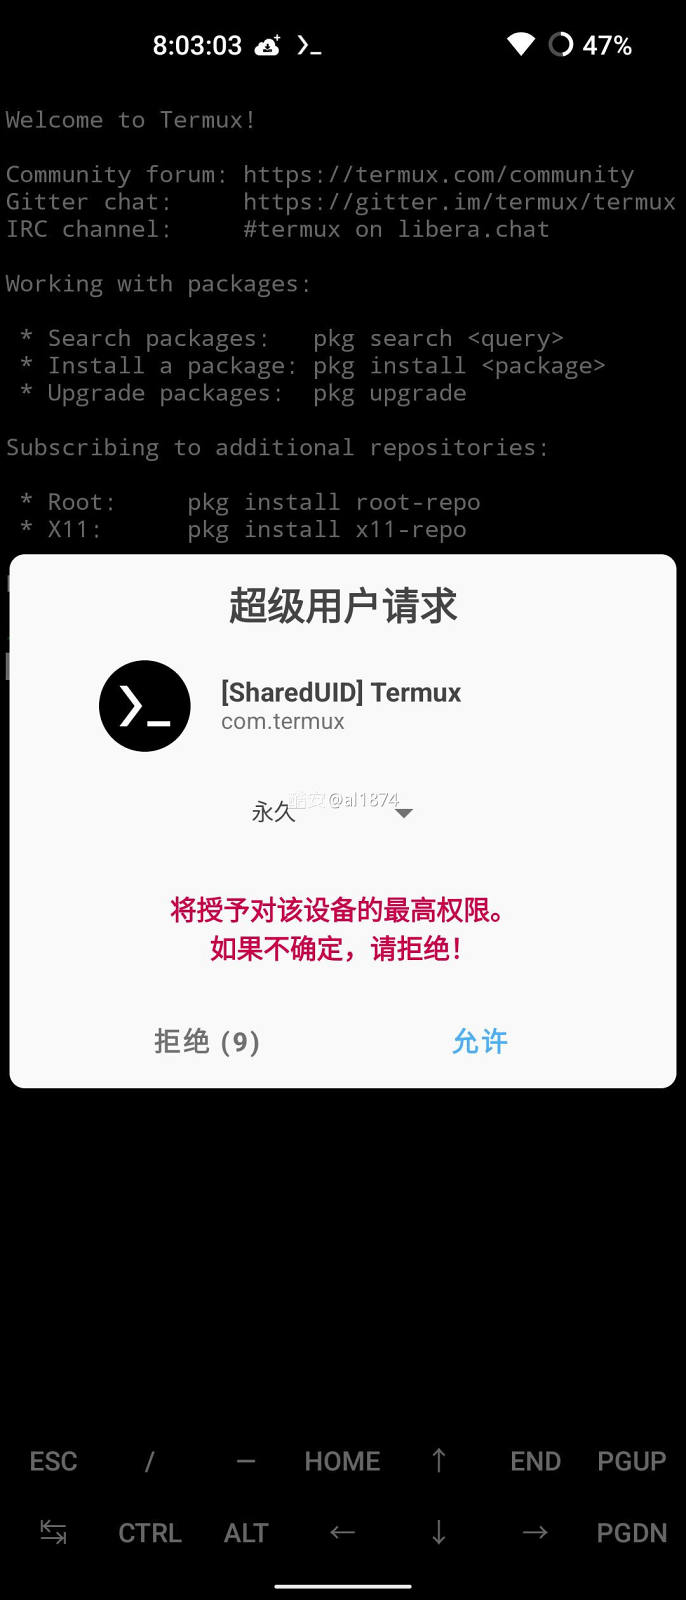 8:03:03 47%
Welcome to Termux!
Community forum: https://termux.com/community
Gitter chat: https://gitter.im/termux/termux
IRC channel: #termux on libera.chat
Working with packages:
* Search packages: pkg search <query>
* Install a package: pkg install <package>
* Upgrade packages: pkg upgrade
Subscribing to additional repositories:
* Root: pkg install root-repo
* X11: pkg install x11-repo
超级用户请求
[SharedUID] Termux
com.termux
酷安@al1874
永久
将授予对该设备的最高权限。
如果不确定，请拒绝！
拒绝 (9) 允许
ESC / — HOME ↑ END PGUP
↹ CTRL ALT ← ↓ → PGDN